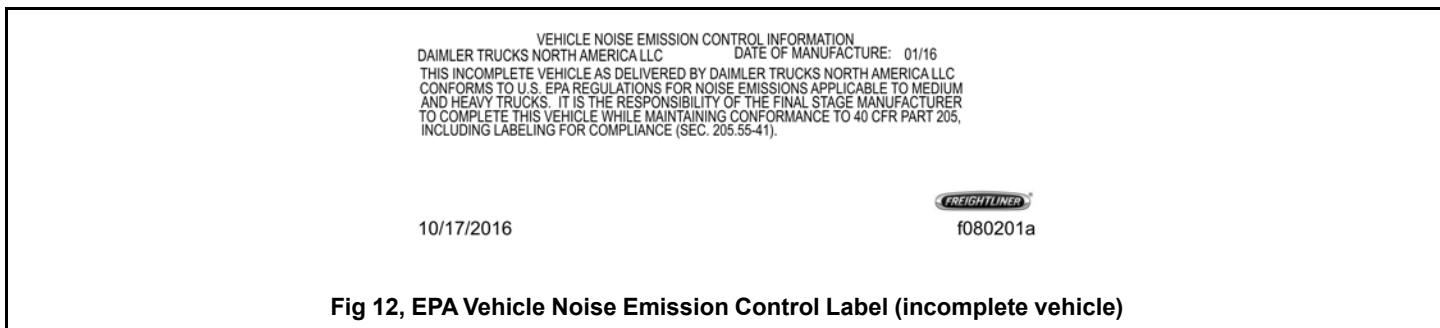 VEHICLE NOISE EMISSION CONTROL INFORMATION
DAIMLER TRUCKS NORTH AMERICA LLC DATE OF MANUFACTURE: 01/16
THIS INCOMPLETE VEHICLE AS DELIVERED BY DAIMLER TRUCKS NORTH AMERICA LLC
CONFORMS TO U.S. EPA REGULATIONS FOR NOISE EMISSIONS APPLICABLE TO MEDIUM
AND HEAVY TRUCKS. IT IS THE RESPONSIBILITY OF THE FINAL STAGE MANUFACTURER
TO COMPLETE THIS VEHICLE WHILE MAINTAINING CONFORMANCE TO 40 CFR PART 205,
INCLUDING LABELING FOR COMPLIANCE (SEC. 205.55-41).
FREIGHTLINER
10/17/2016 f080201a
Fig 12, EPA Vehicle Noise Emission Control Label (incomplete vehicle)